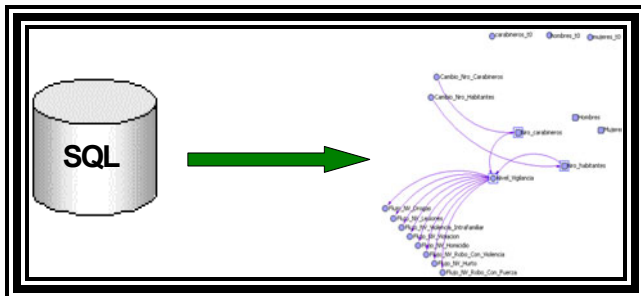 SQL
carabineros_t0
hombres_t0
mujeres_t0
Cambio_Nro_Carabineros
Cambio_Nro_Habitantes
Hombres
Mujeres
Nro_carabineros
Nro_habitantes
Nivel_Vigilancia
Flujo_NV_Drogas
Flujo_NV_Lesiones
Flujo_NV_Violencia_Intrafamiliar
Flujo_NV_Violacion
Flujo_NV_Homicidio
Flujo_NV_Robo_Con_Violencia
Flujo_NV_Hurto
Flujo_NV_Robo_Con_Fuerza